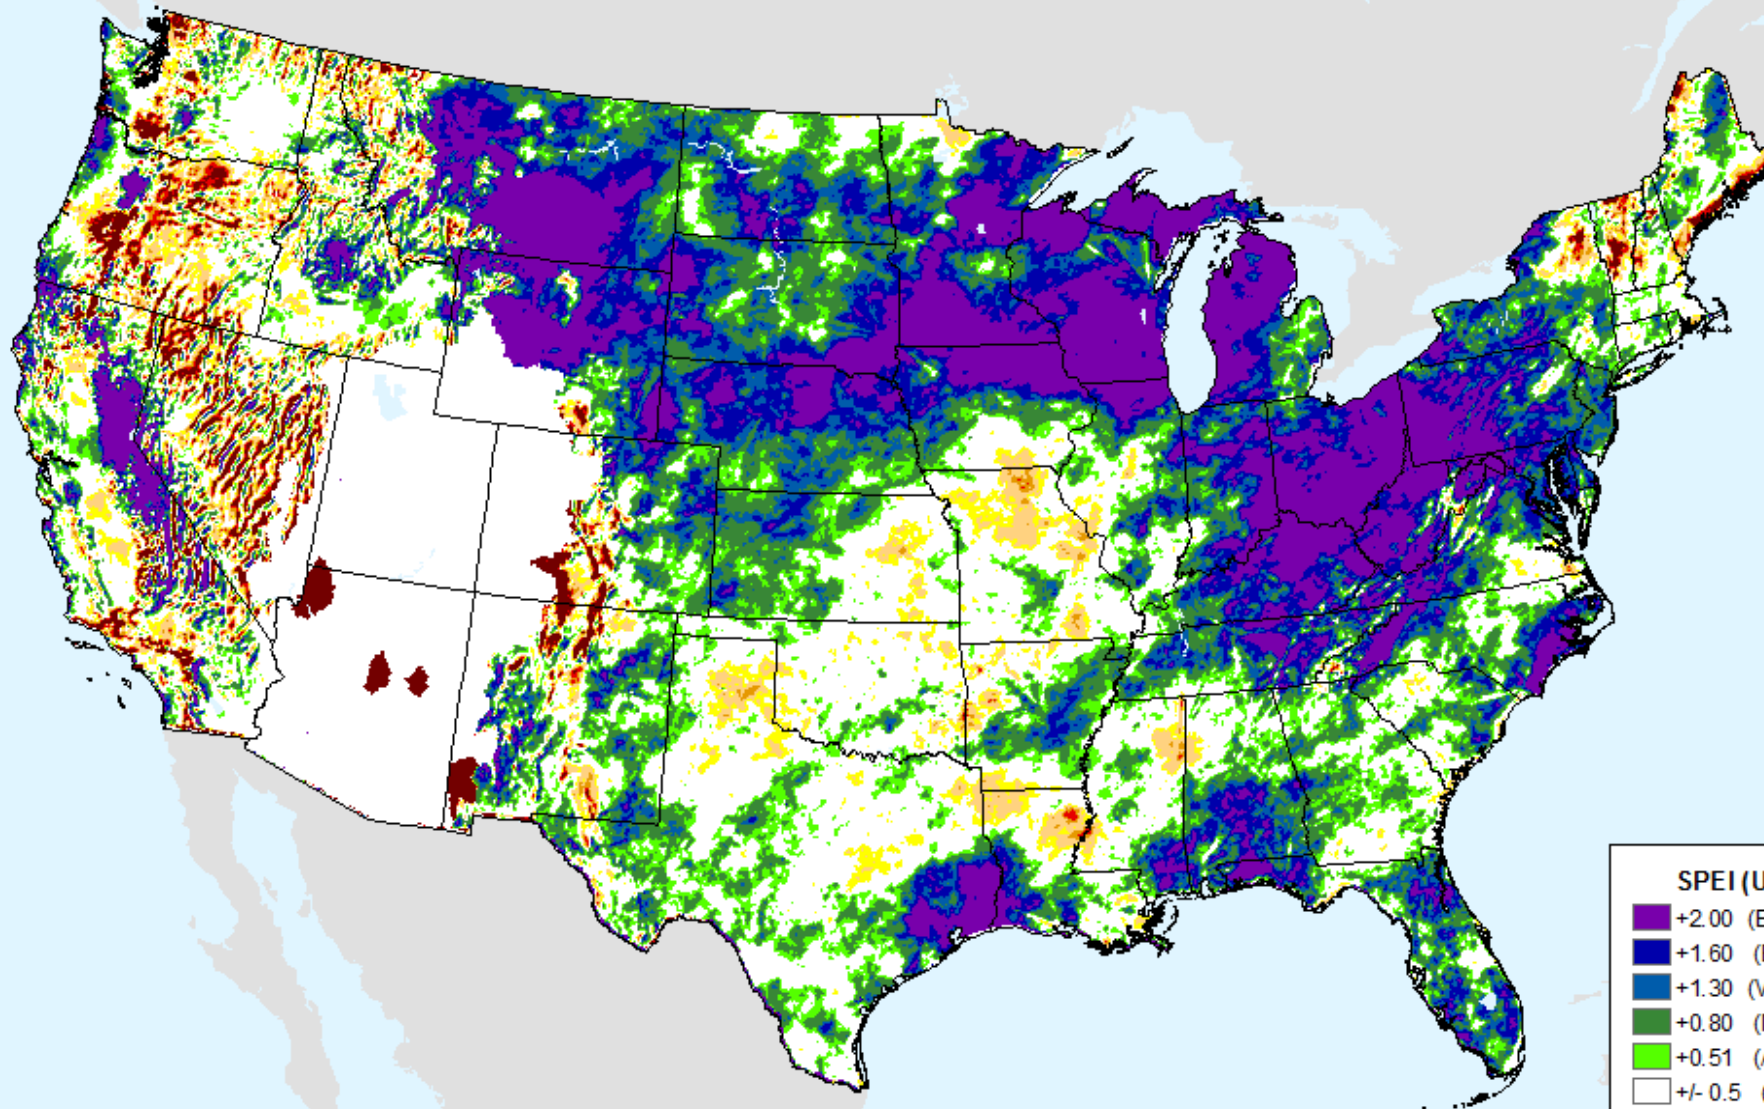 SPEI (U
+2.00 (E
+1.60 (
+1.30 (V
+0.80 (
+0.51 (
+/- 0.5 (